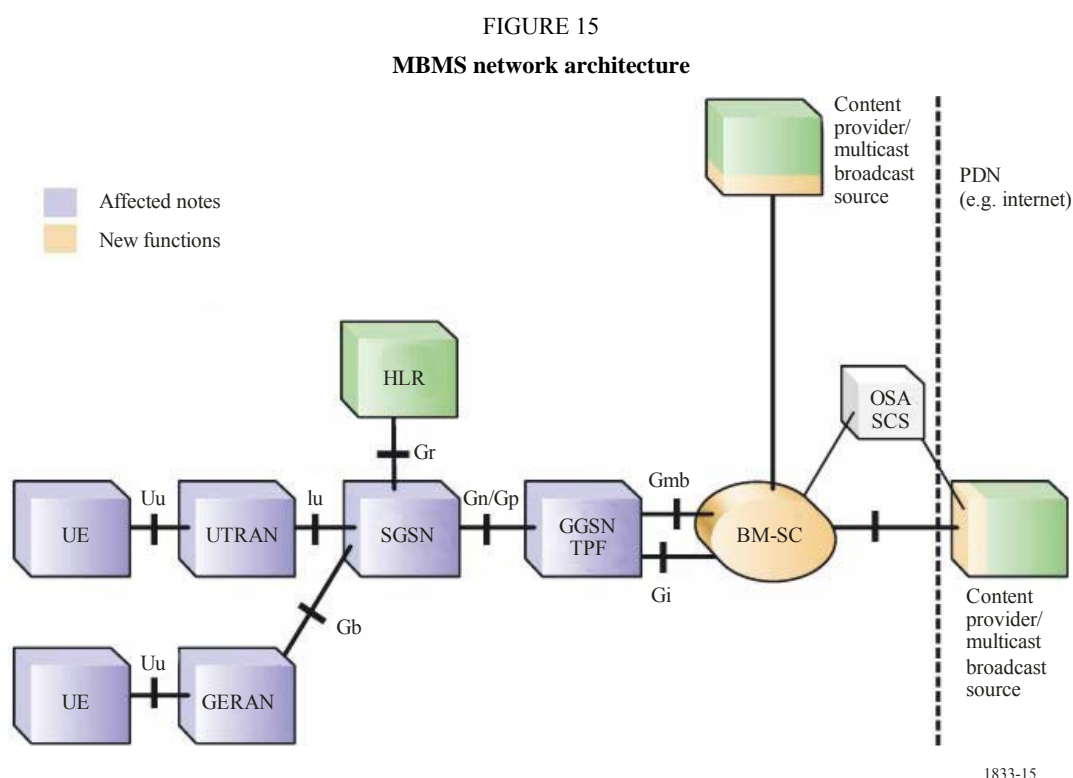 FIGURE 15
MBMS network architecture
Content
provider/
multicast
broadcast
source
PDN
(e.g. internet)
Affected notes
New functions
HLR
OSA
SCS
Gr
Uu
lu
Gn/Gp
Gmb
UE
UTRAN
SGSN
GGSN
TPF
BM-SC
Gi
Gb
Content
provider/
multicast
broadcast
source
Uu
UE
GERAN
1833-15